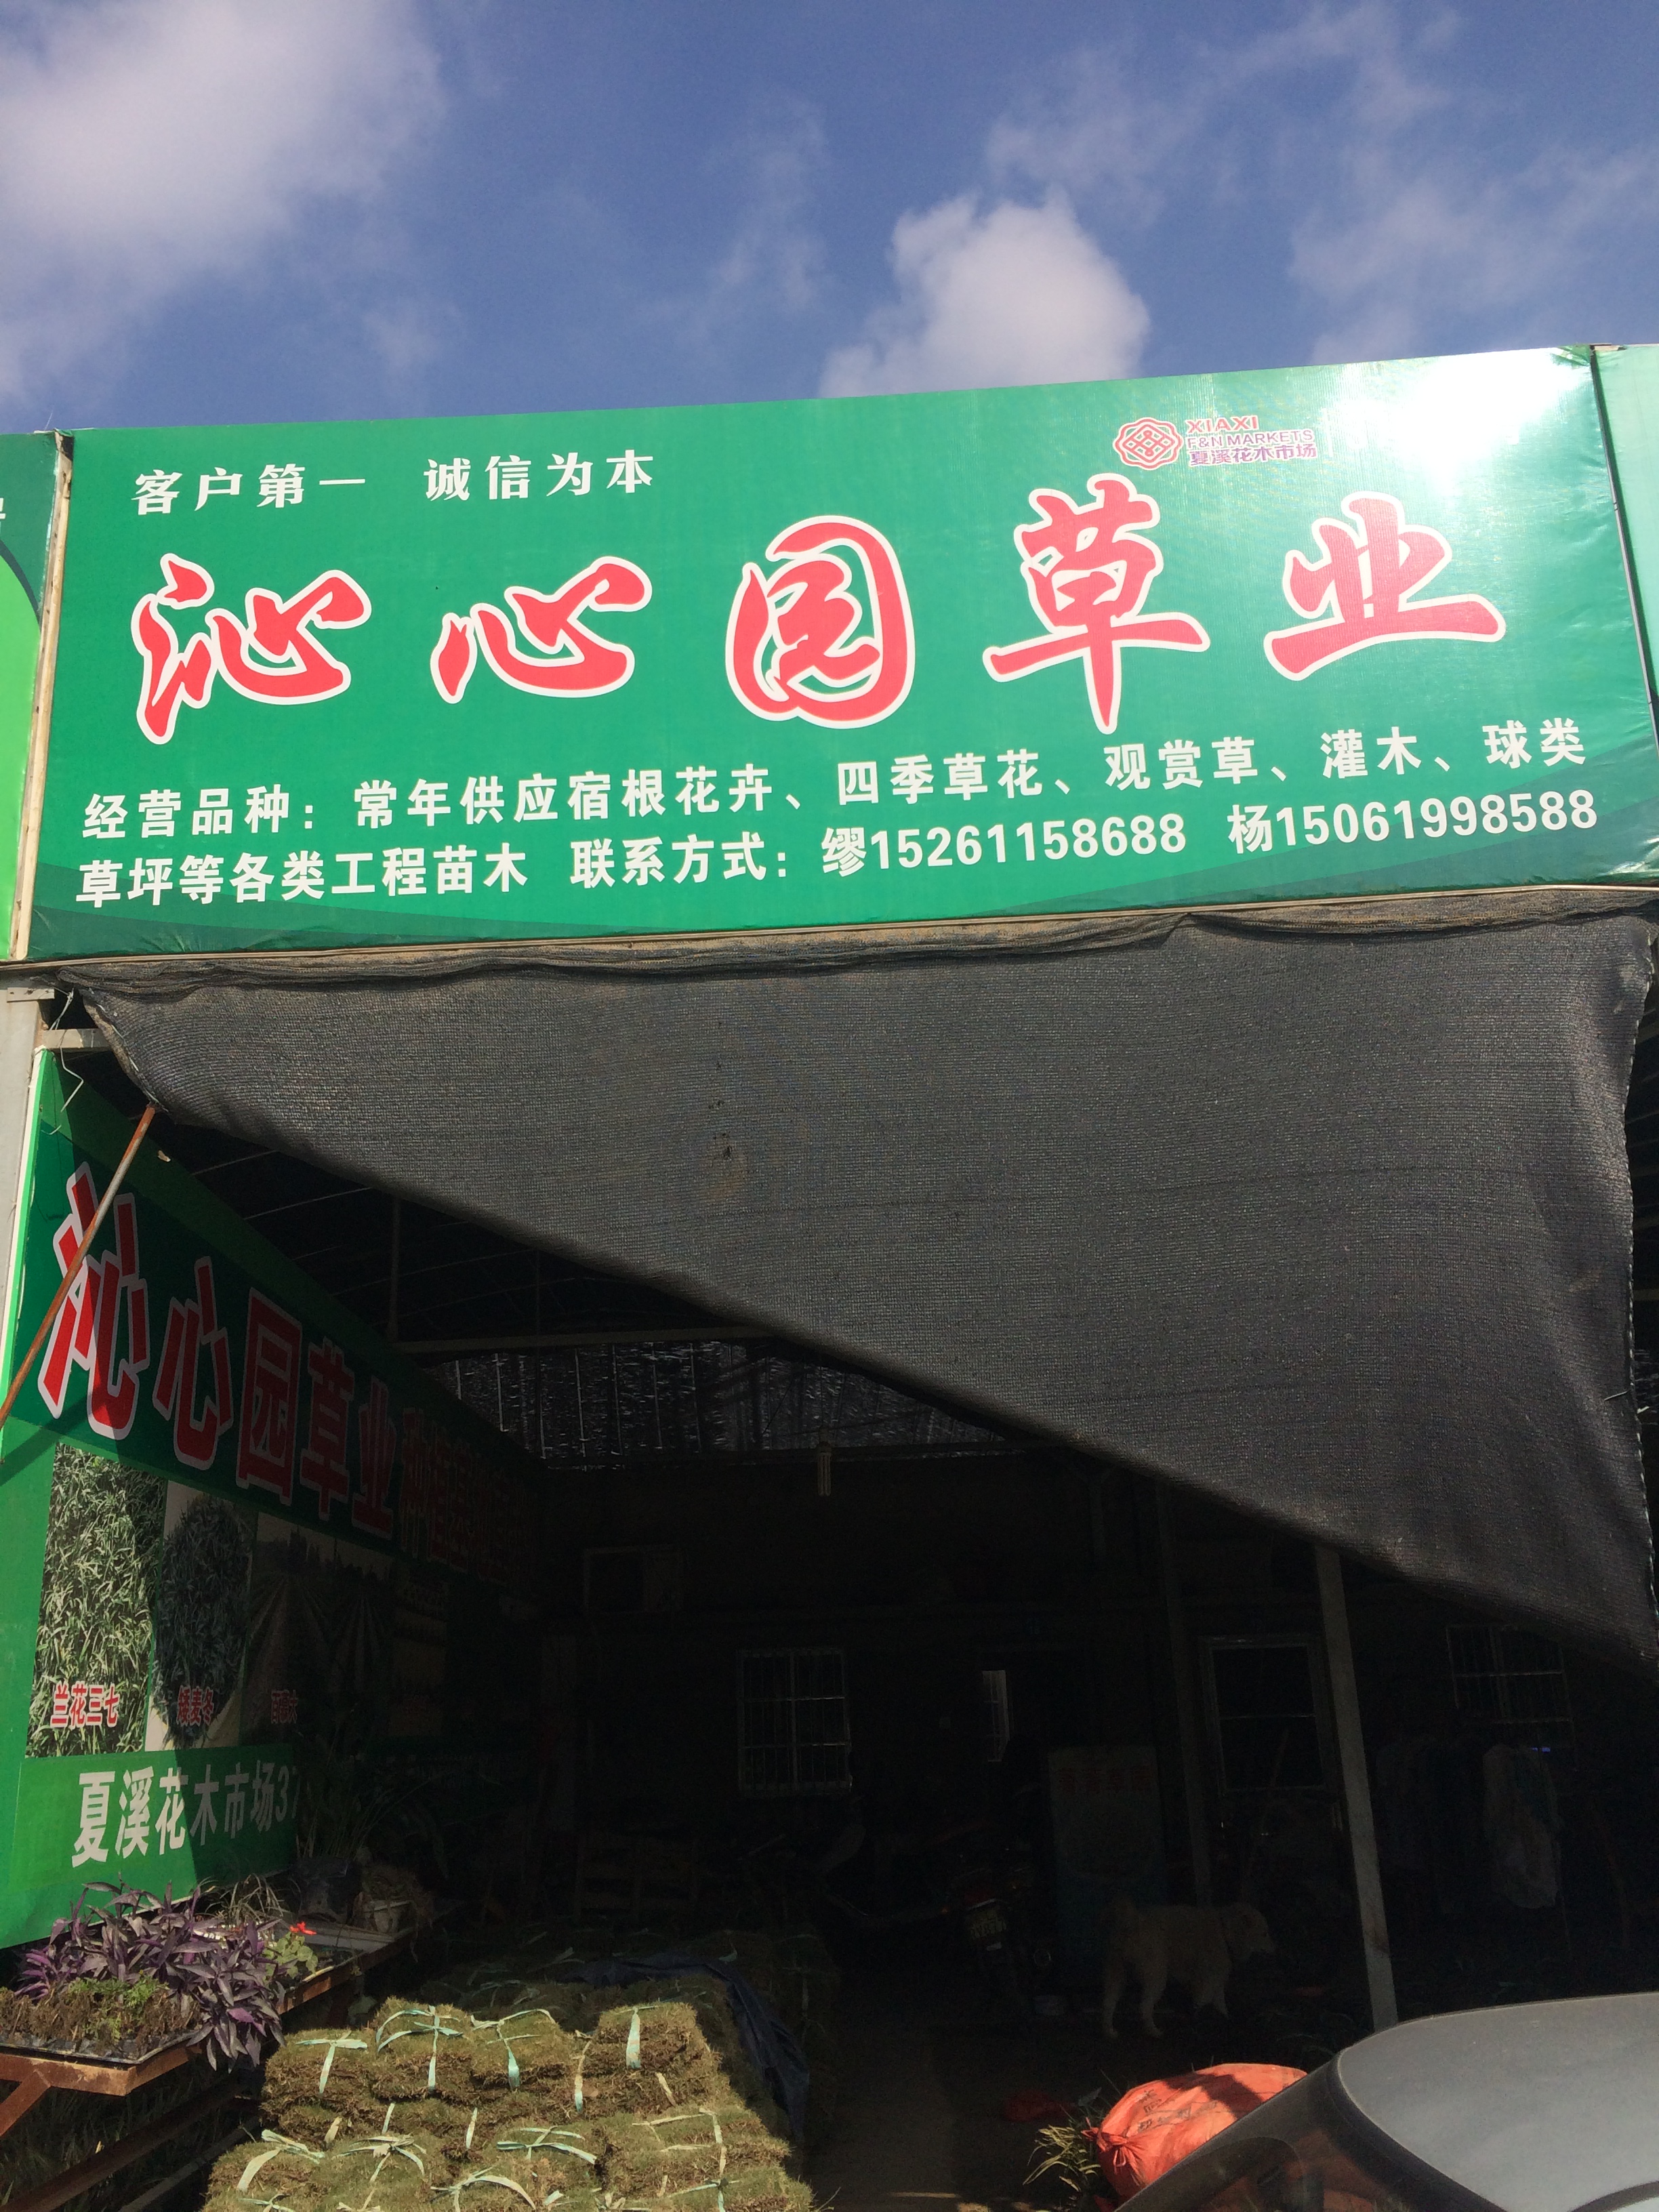 XIAXI
F&N MARKETS
夏溪花木市场
客户第一 诚信为本
沁心园草业
经营品种：常年供应宿根花卉、四季草花、观赏草、灌木、球类
草坪等各类工程苗木 联系方式：缪15261158688 杨15061998588
沁心园草业
兰花三七
矮麦冬
夏溪花木市场37